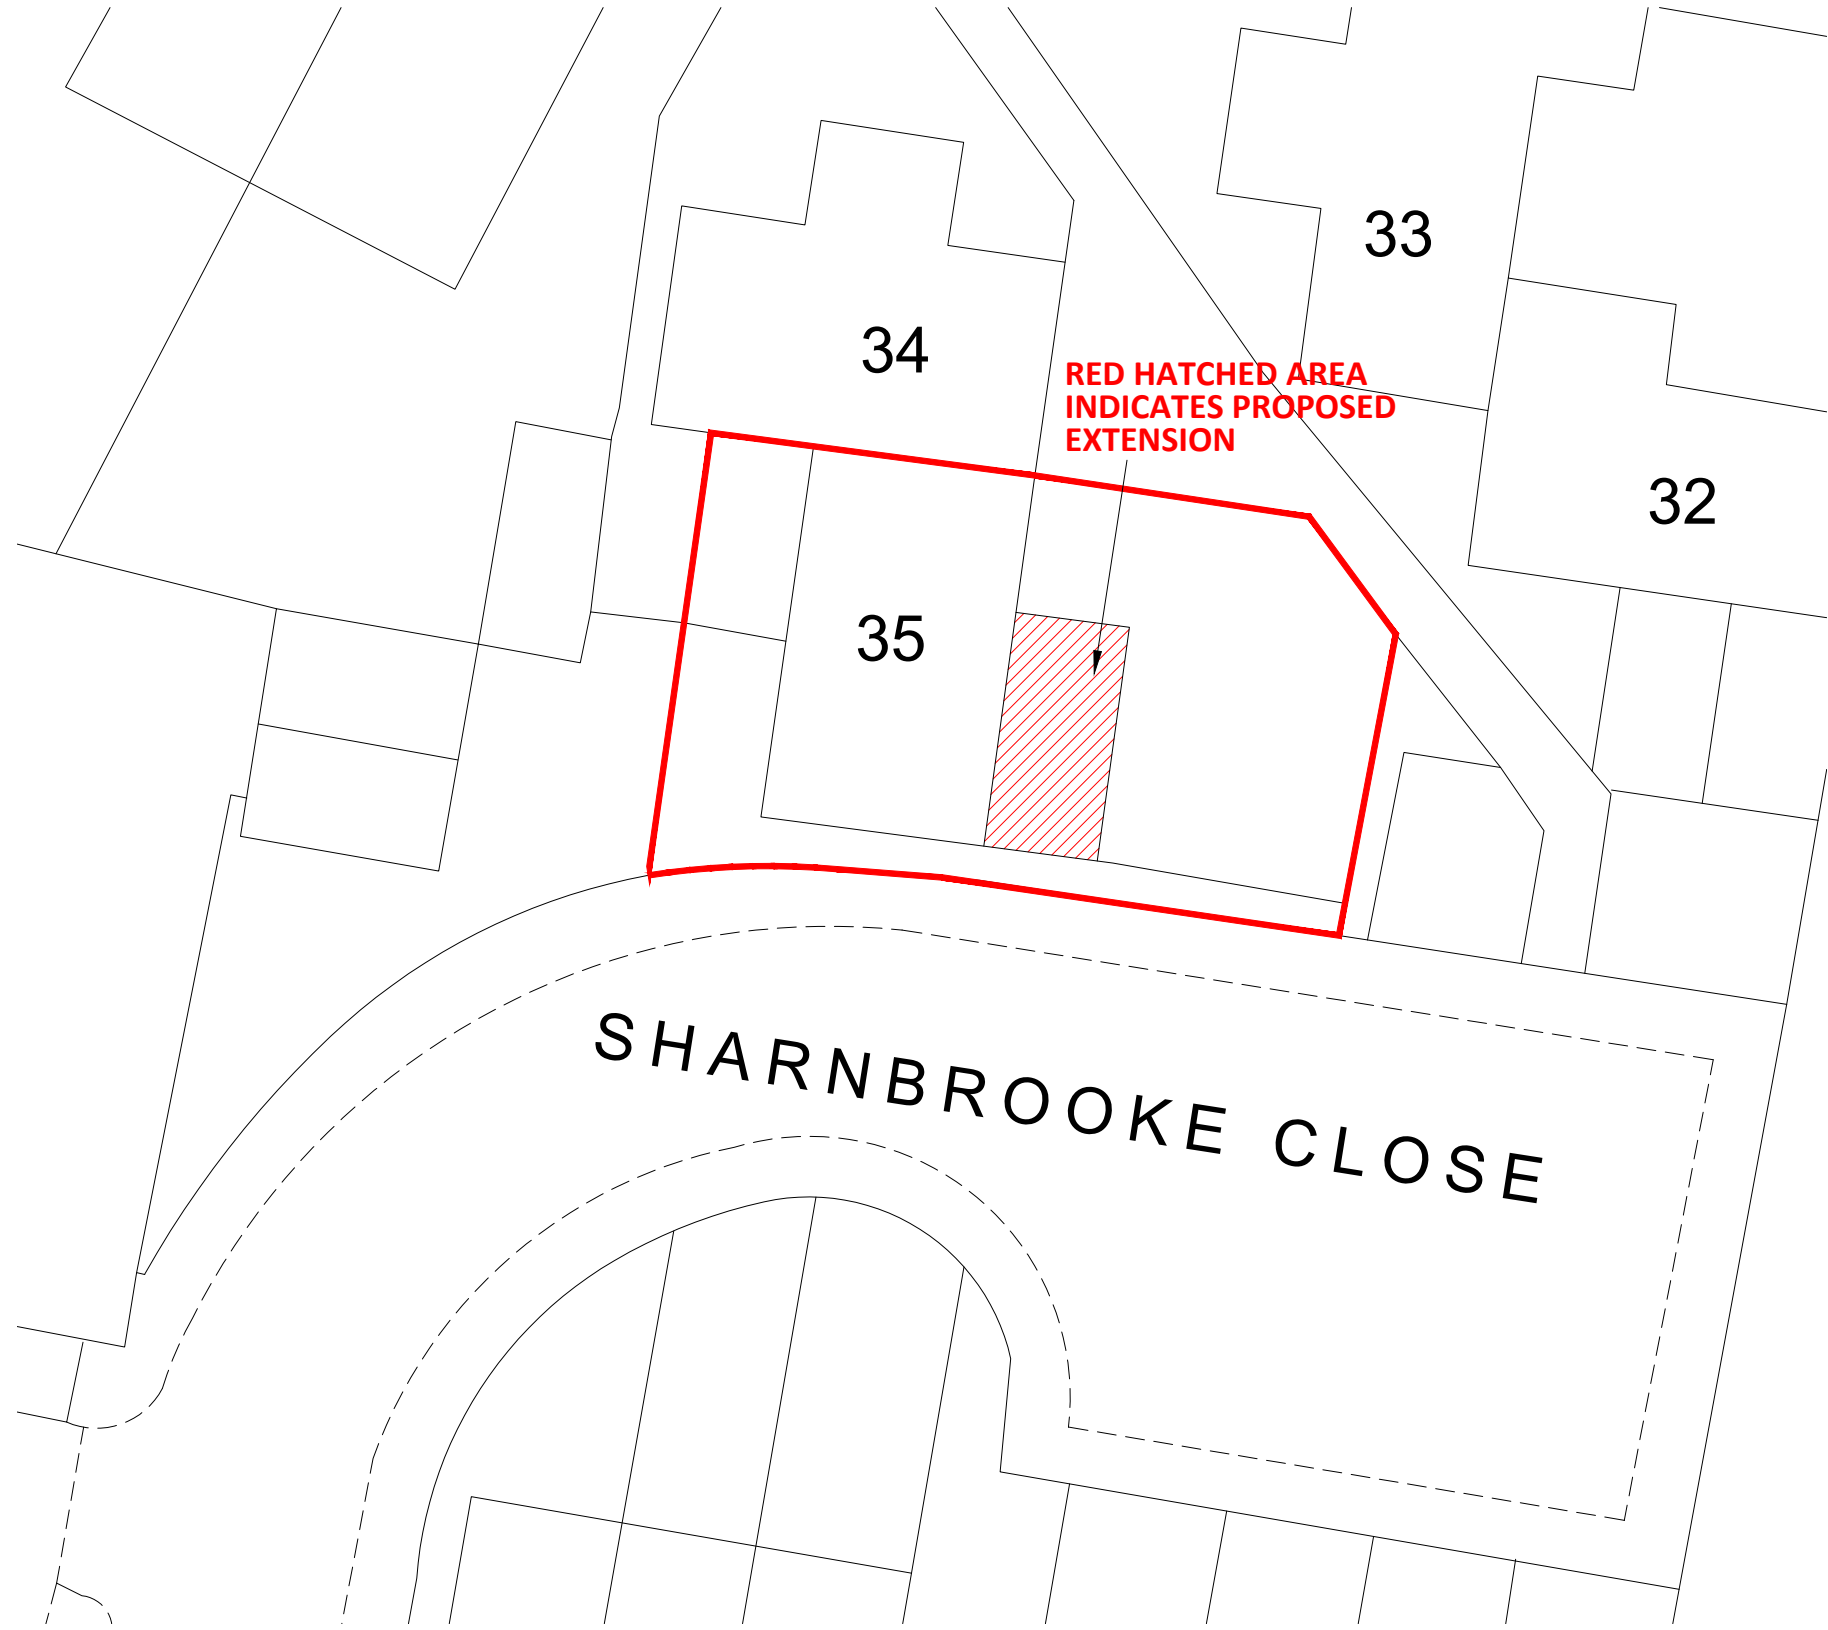 33
34
RED HATCHED AREA
INDICATES PROPOSED
EXTENSION
32
35
SHARNBROOKE CLOSE